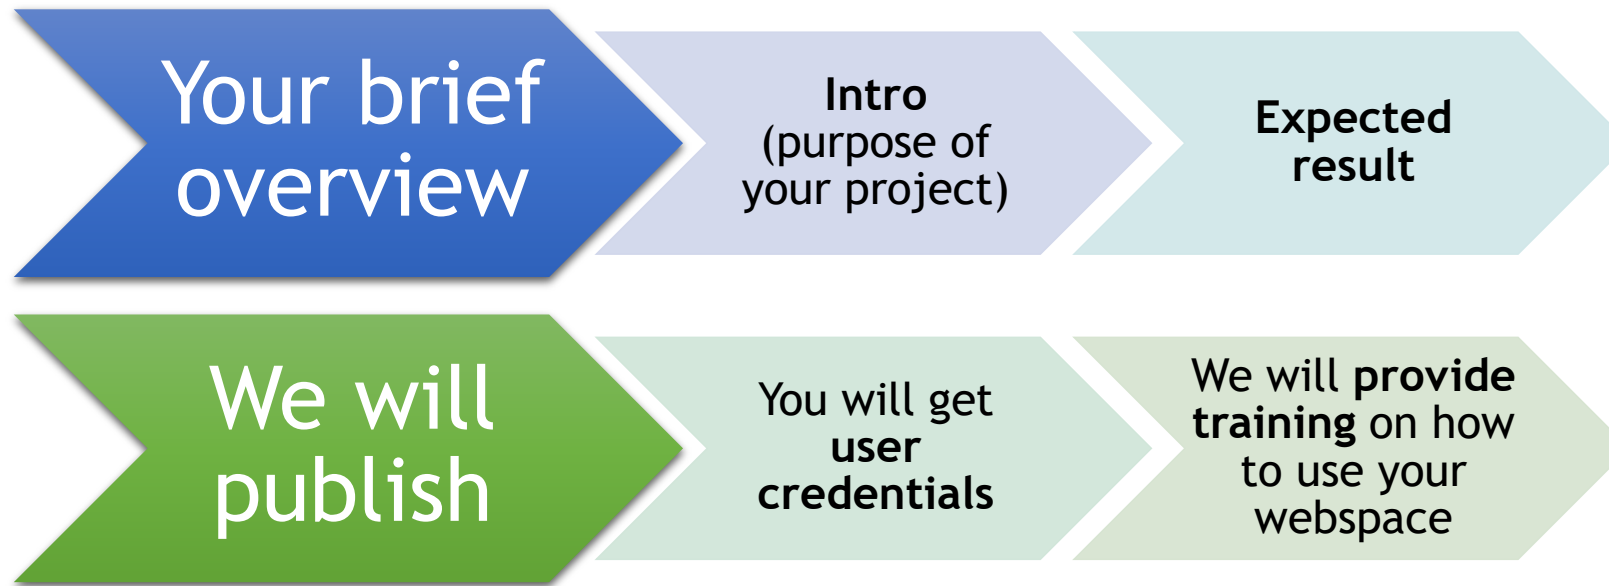 Your brief
overview
Intro
(purpose of
your project)
Expected
result
We will
publish
You will get
user
credentials
We will provide
training on how
to use your
webspace